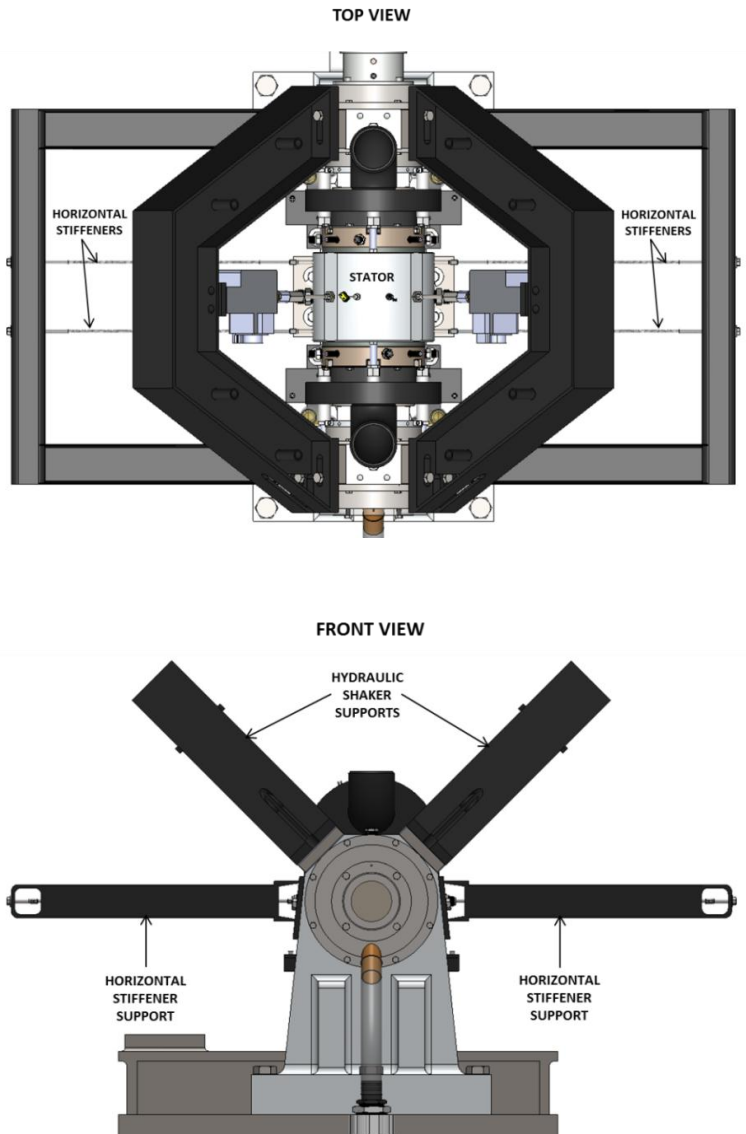 TOP VIEW
HORIZONTAL
STIFFENERS
HORIZONTAL
STIFFENERS
STATOR
FRONT VIEW
HYDRAULIC
SHAKER
SUPPORTS
HORIZONTAL
STIFFENER
SUPPORT
HORIZONTAL
STIFFENER
SUPPORT